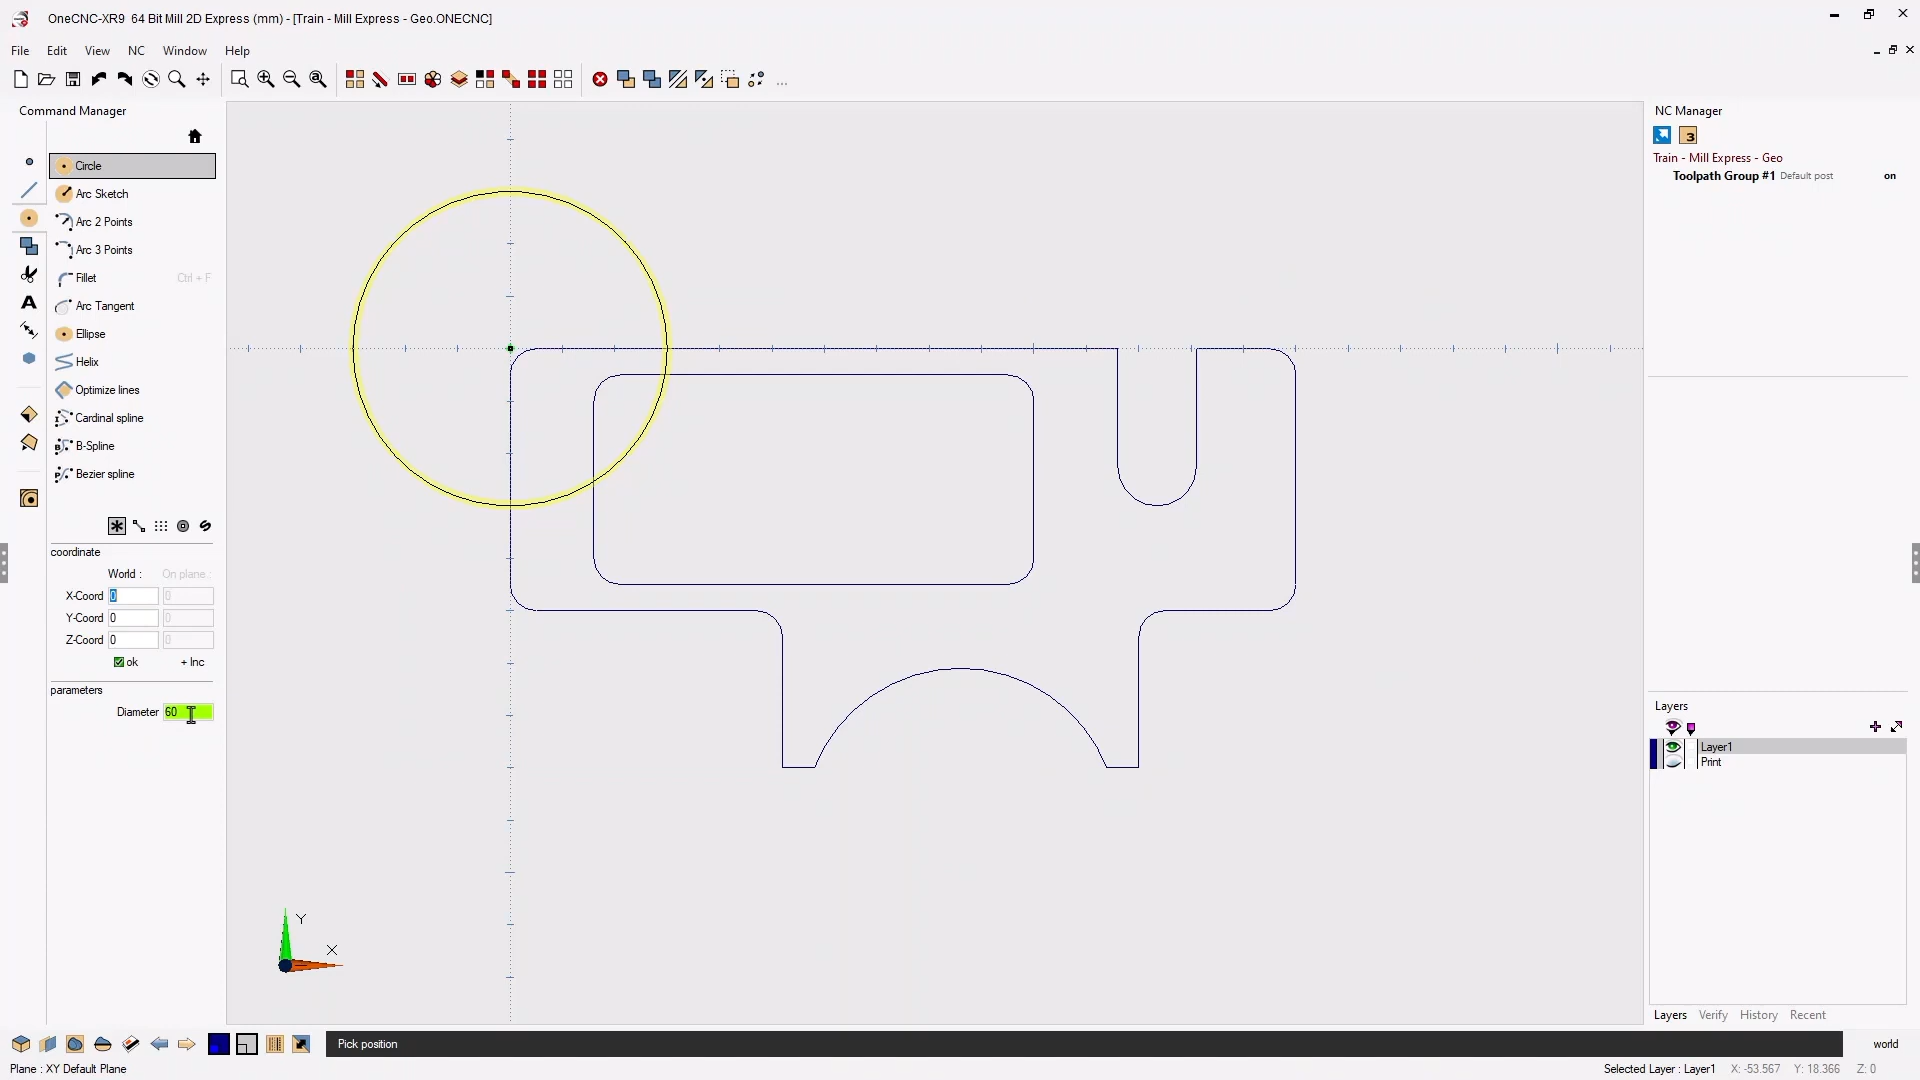 OneCNC-XR9 64 Bit Mill 2D Express (mm) - [Train - Mill Express - Geo.ONECNC]
File Edit View NC Window Help
Command Manager
Circle
Arc Sketch
Arc 2 Points
Arc 3 Points
Fillet Ctrl + F
Arc Tangent
Ellipse
Helix
Optimize lines
Cardinal spline
B-Spline
Bezier spline
coordinate
World : On plane.:
X-Coord 0 0
Y-Coord 0 0
Z-Coord 0 0
ok + Inc
parameters
Diameter 60
Y
X
NC Manager
3
Train - Mill Express - Geo
Toolpath Group #1 Default post on
Layers
Layer1
Print
Layers Verify History Recent
Pick position
world
Plane : XY Default Plane
Selected Layer : Layer1 X: -53.567 Y: 18.366 Z: 0